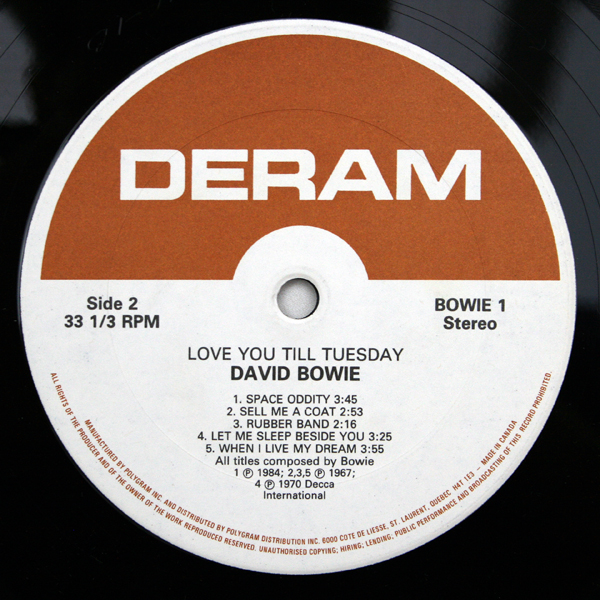 DERAM
Side 2
33 1/3 RPM
BOWIE 1
Stereo
LOVE YOU TILL TUESDAY
DAVID BOWIE
1. SPACE ODDITY 3:45
2. SELL ME A COAT 2:53
3. RUBBER BAND 2:16
4. LET ME SLEEP BESIDE YOU 3:25
5. WHEN I LIVE MY DREAM 3:55
All titles composed by Bowie
1 ℗ 1984; 2,3,5 ℗ 1967;
4 ℗ 1970 Decca
International
MANUFACTURED BY POLYGRAM INC. AND DISTRIBUTED BY POLYGRAM DISTRIBUTION INC. 6000 COTE DE LIESSE, ST. LAURENT, QUEBEC H4T 1E3 – MADE IN CANADA
ALL RIGHTS OF THE PRODUCER AND OF THE OWNER OF THE WORK REPRODUCED RESERVED. UNAUTHORISED COPYING; HIRING; LENDING; PUBLIC PERFORMANCE AND BROADCASTING OF THIS RECORD PROHIBITED.